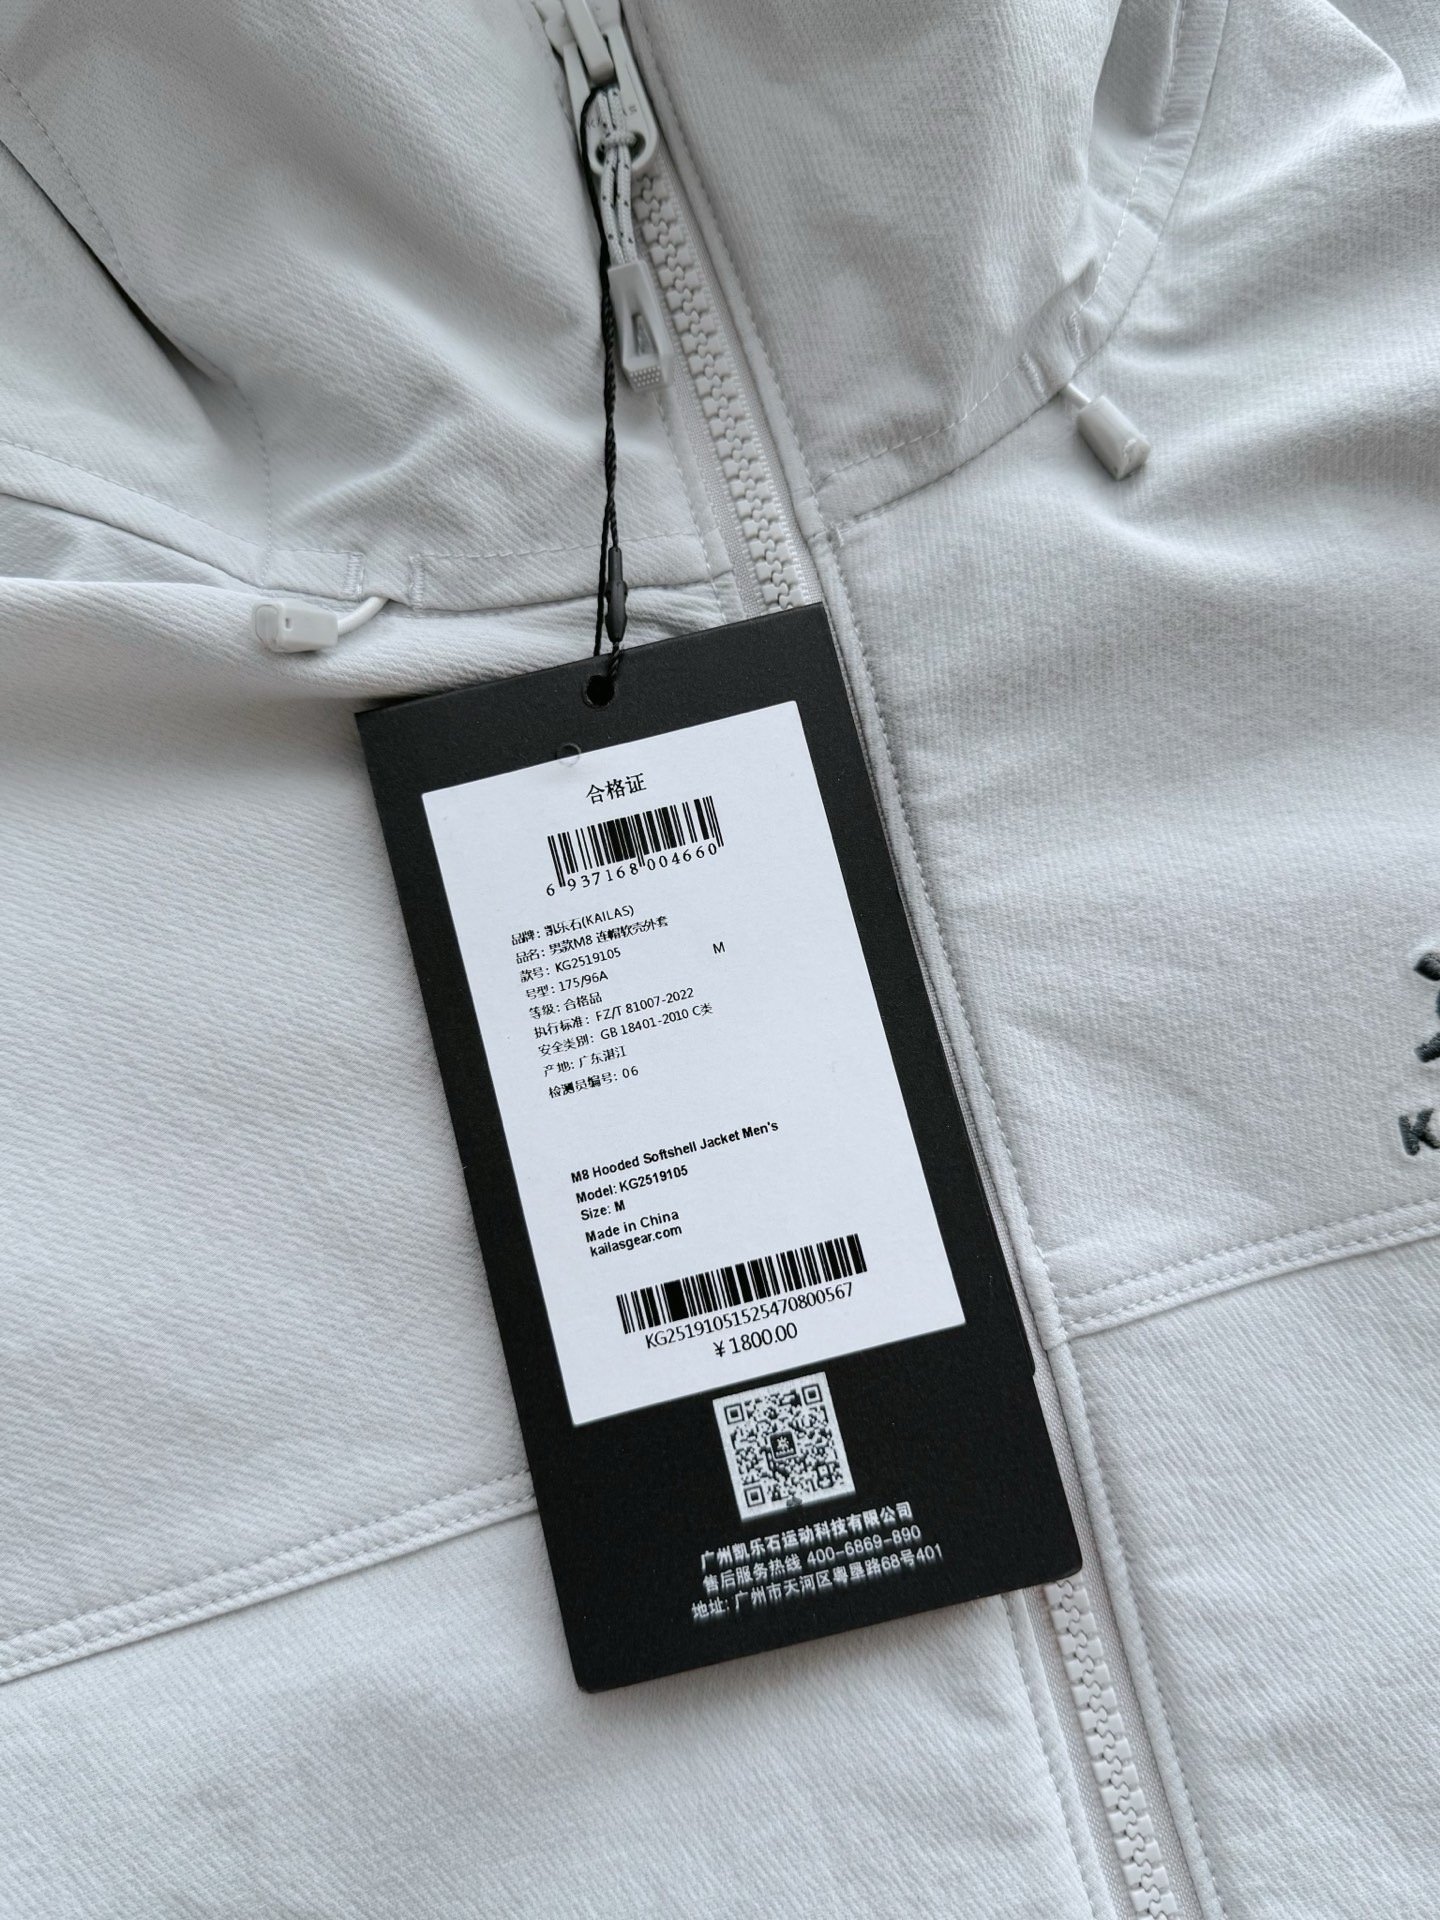 合格证
6 937168 004660
品牌: 凯乐石(KAILAS)
品名: 男款M8 连帽软壳外套
款号: KG2519105 M
号型: 175/96A
等级: 合格品
执行标准: FZ/T 81007-2022
安全类别: GB 18401-2010 C类
产地: 广东湛江
检测员编号: 06
M8 Hooded Softshell Jacket Men's
Model: KG2519105
Size: M
Made in China
kailasgear.com
KG25191051525470800567
¥1800.00
广州凯乐石运动科技有限公司
售后服务热线 400-6869-890
地址: 广州市天河区粤垦路68号401